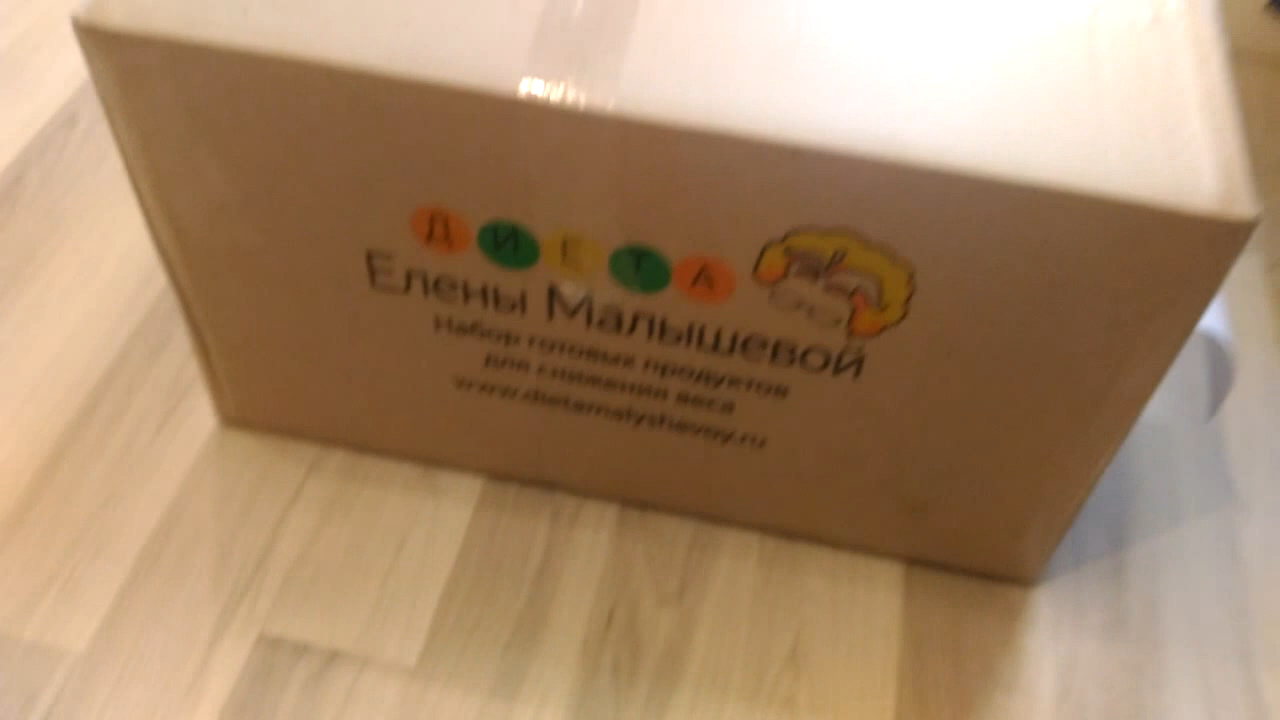 ДИЕТА
Елены Малышевой
Набор готовых продуктов
для снижения веса
www.dietamalyshevoy.ru